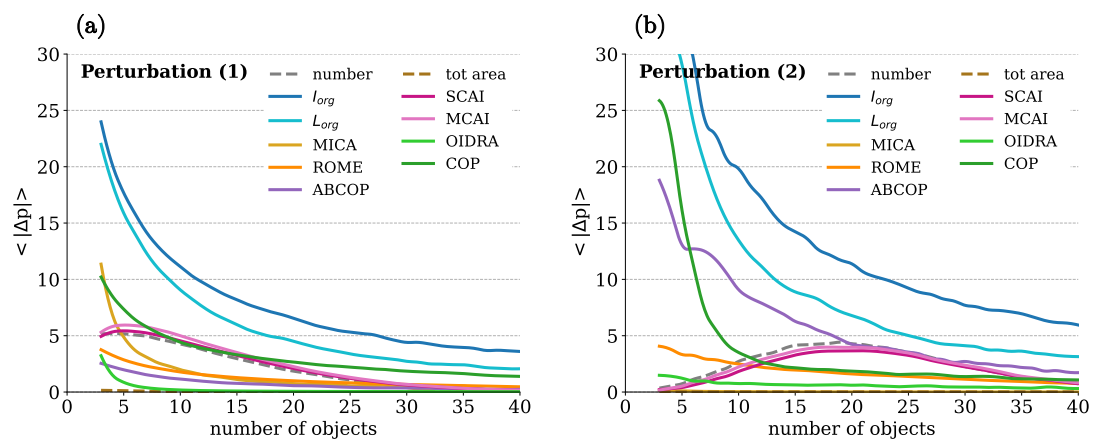 (a)
Perturbation (1)
number
I_org
L_org
MICA
ROME
ABCOP
tot area
SCAI
MCAI
OIDRA
COP
30
25
20
15
10
5
0
< |Δp| >
0 5 10 15 20 25 30 35 40
number of objects
(b)
Perturbation (2)
number
I_org
L_org
MICA
ROME
ABCOP
tot area
SCAI
MCAI
OIDRA
COP
30
25
20
15
10
5
0
< |Δp| >
0 5 10 15 20 25 30 35 40
number of objects